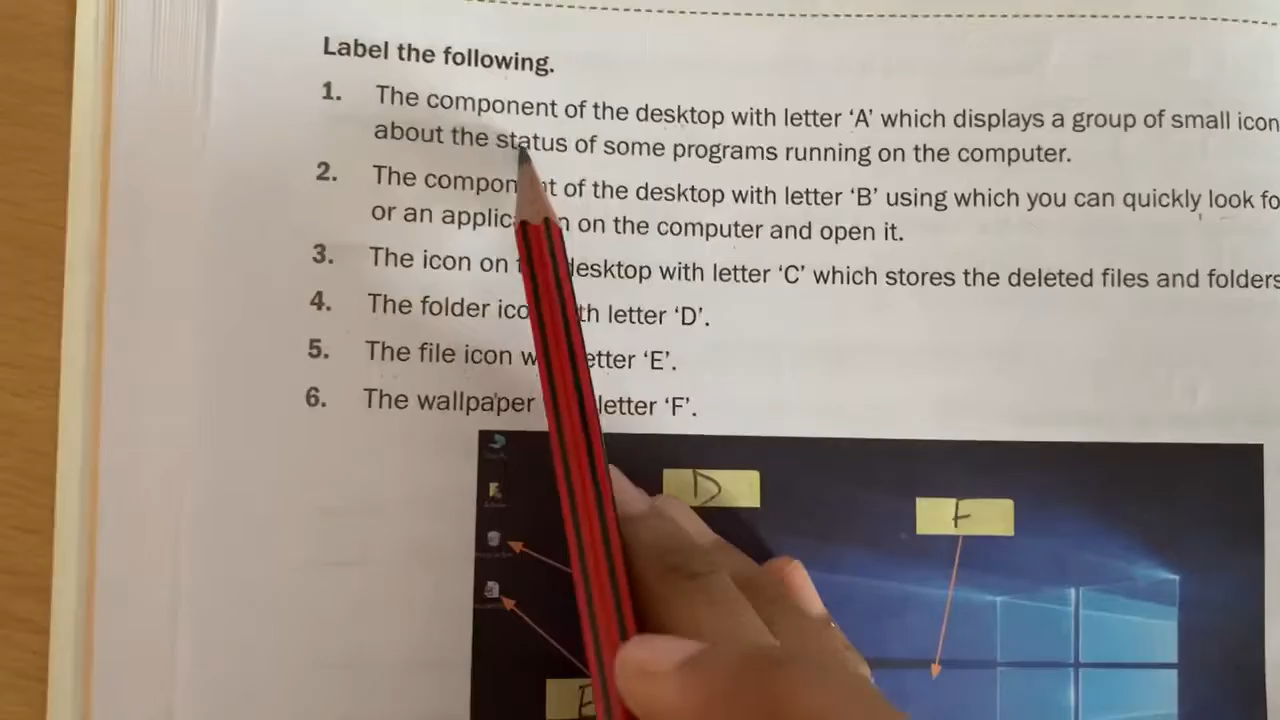 Label the following.
1. The component of the desktop with letter ‘A’ which displays a group of small icon
about the status of some programs running on the computer.
2. The compon t of the desktop with letter ‘B’ using which you can quickly look fo
or an applic n on the computer and open it.
3. The icon on desktop with letter ‘C’ which stores the deleted files and folders
4. The folder ico th letter ‘D’.
5. The file icon w etter ‘E’.
6. The wallpaper letter ‘F’.
D
F
E